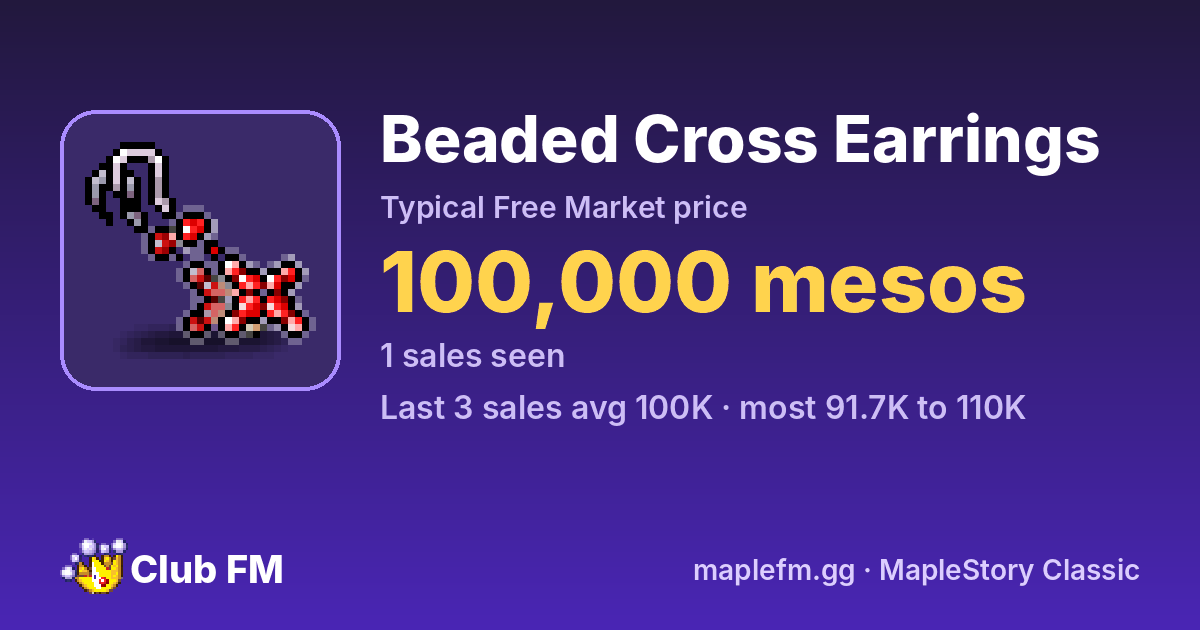 Beaded Cross Earrings
Typical Free Market price
100,000 mesos
1 sales seen
Last 3 sales avg 100K · most 91.7K to 110K
Club FM
maplefm.gg · MapleStory Classic